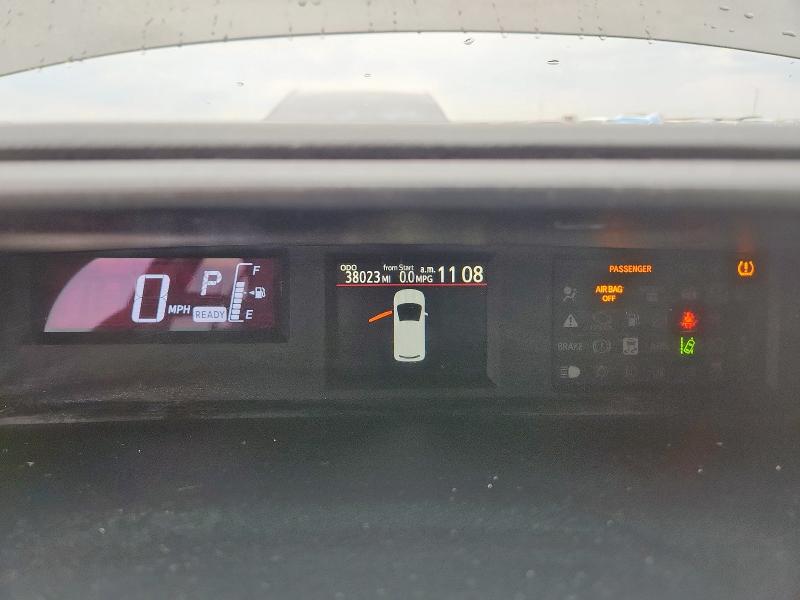 0 MPH
P
READY
F
E
ODO
38023 MI
from Start
0.0 MPG
a.m. 11 08
PASSENGER
AIR BAG
OFF
BRAKE